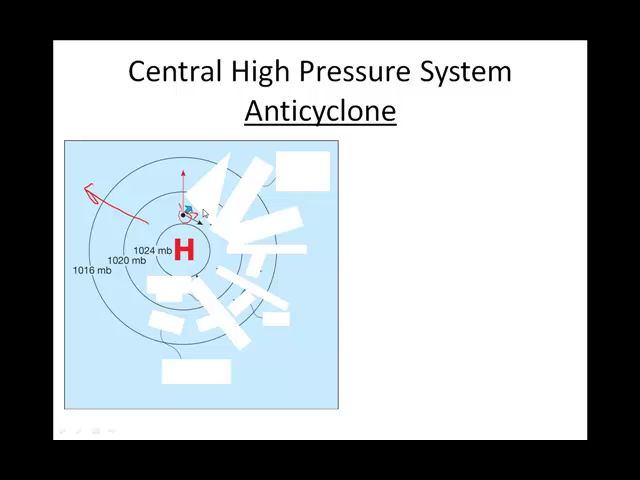 Central High Pressure System
Anticyclone
1024 mb
H
1020 mb
1016 mb